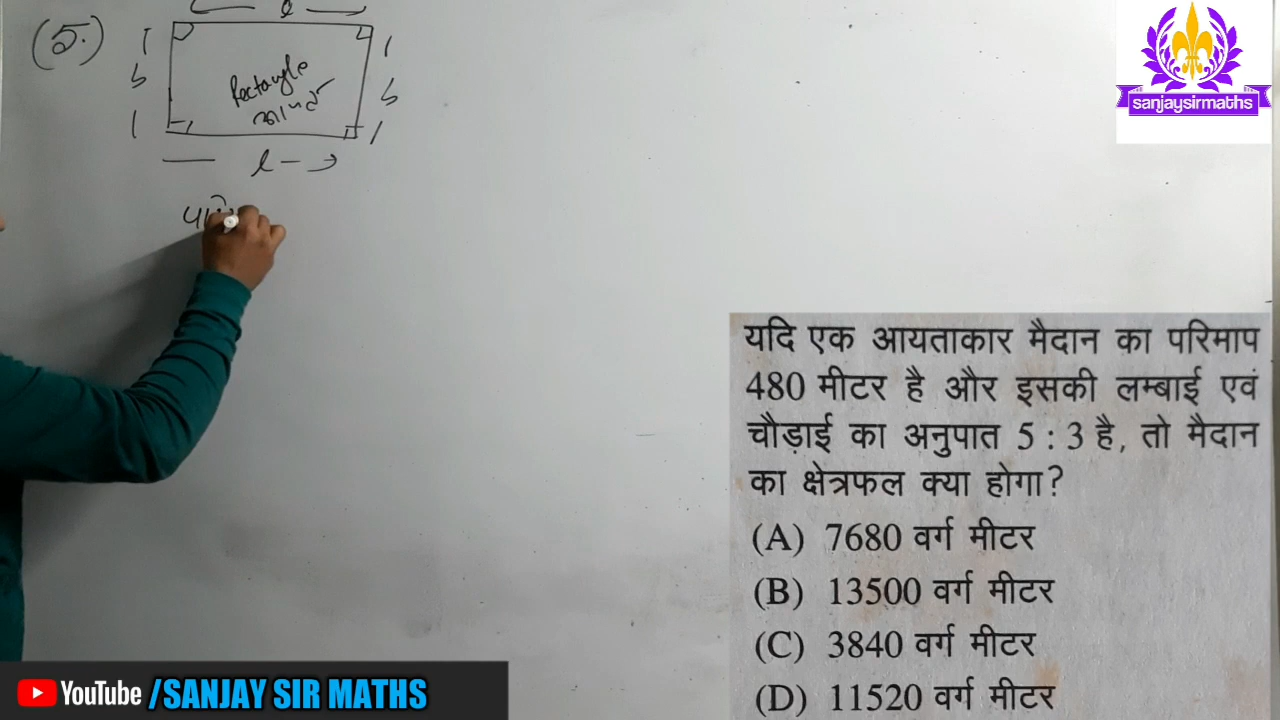 (5.)
l
l
b
l
Rectangle
आयत
l
b
l
l
sanjaysirmaths
यदि एक आयताकार मैदान का परिमाप
480 मीटर है और इसकी लम्बाई एवं
चौड़ाई का अनुपात 5 : 3 है, तो मैदान
का क्षेत्रफल क्या होगा?
(A) 7680 वर्ग मीटर
(B) 13500 वर्ग मीटर
(C) 3840 वर्ग मीटर
(D) 11520 वर्ग मीटर
YouTube /SANJAY SIR MATHS